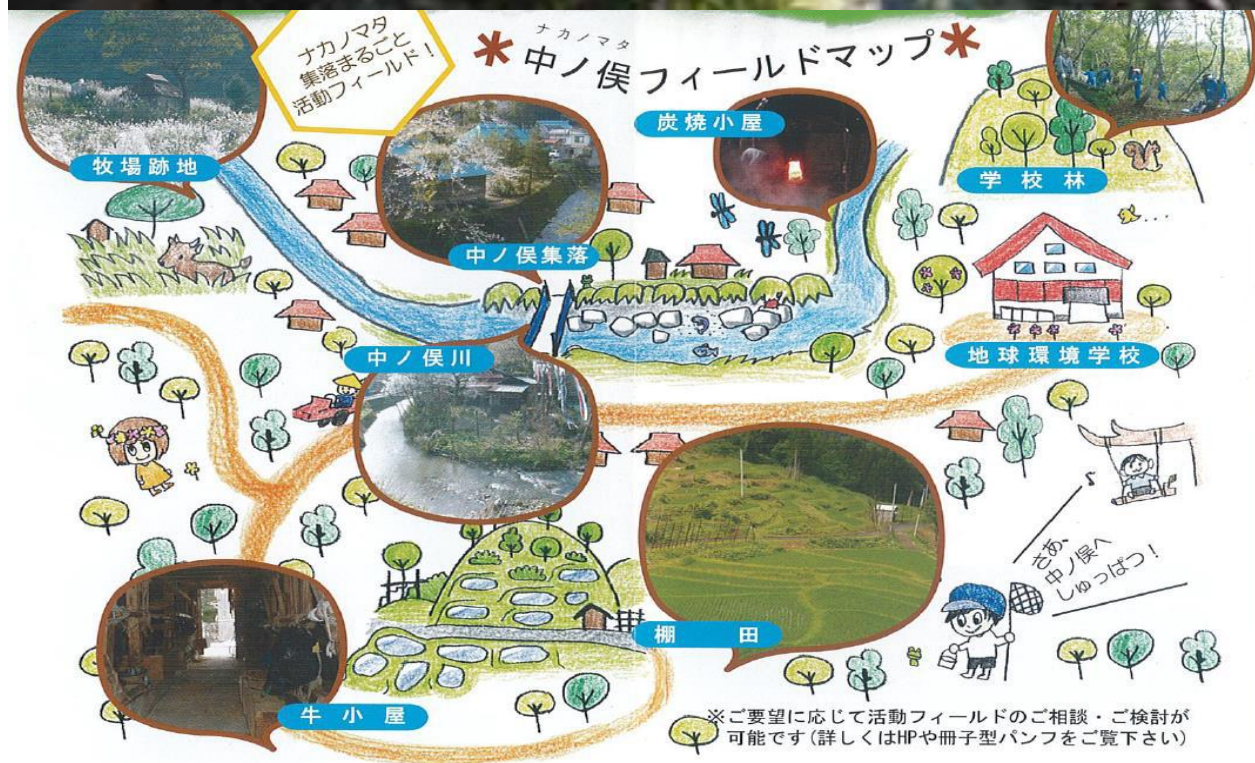 ナカノマタ
集落まるごと
活動フィールド！
ナカノマタ
＊中ノ俣フィールドマップ＊
牧場跡地
中ノ俣集落
炭焼小屋
学校林
中ノ俣川
地球環境学校
棚田
牛小屋
♪
さあ、
中ノ俣へ
しゅっぱつ！
※ご要望に応じて活動フィールドのご相談・ご検討が
可能です(詳しくはHPや冊子型パンフをご覧下さい)